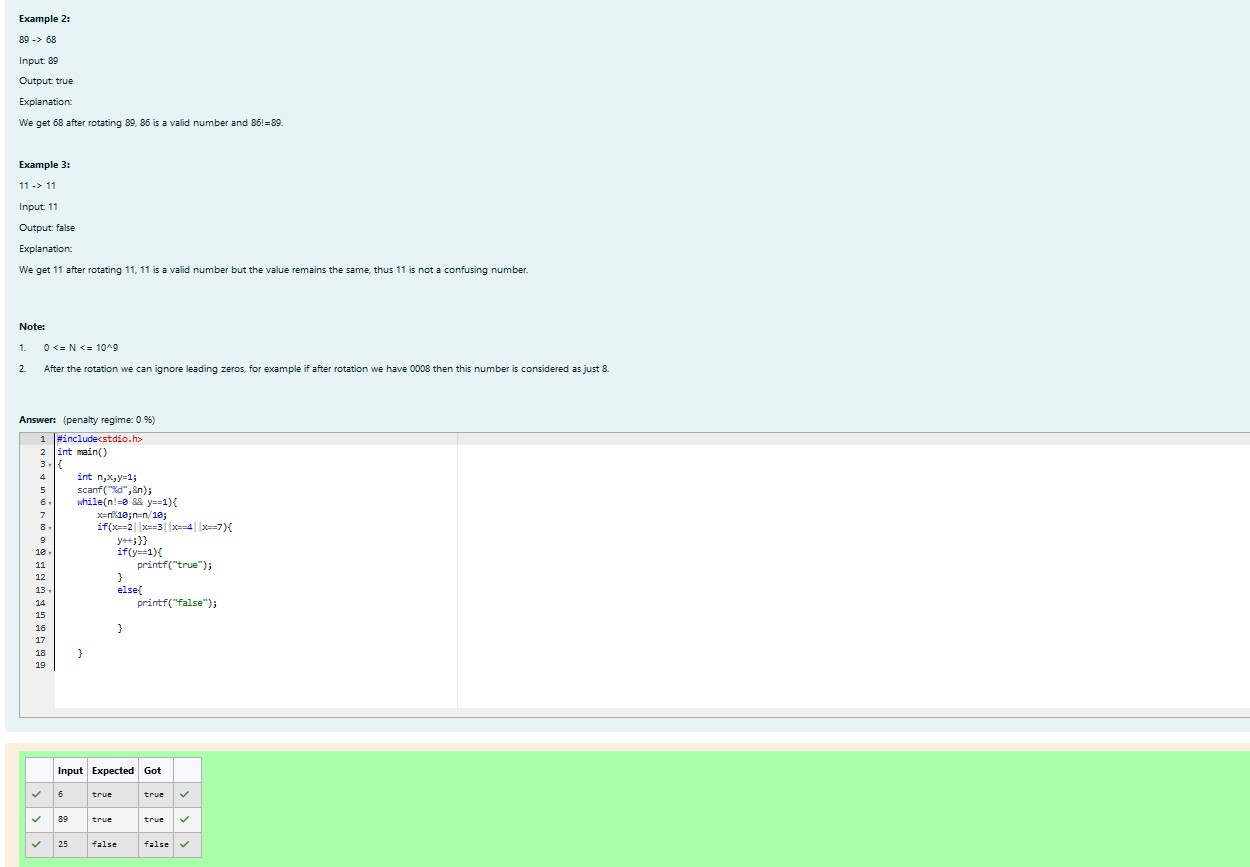 Example 2:
89 -> 68
Input: 89
Output: true
Explanation:
We get 68 after rotating 89, 86 is a valid number and 86!=89.
Example 3:
11 -> 11
Input: 11
Output: false
Explanation:
We get 11 after rotating 11, 11 is a valid number but the value remains the same, thus 11 is not a confusing number.
Note:
1. 0 <= N <= 10^9
2. After the rotation we can ignore leading zeros, for example if after rotation we have 0008 then this number is considered as just 8.
Answer: (penalty regime: 0 %)
1 #include<stdio.h>
2 int main()
3 {
4 int n,x,y=1;
5 scanf("%d",&n);
6 while(n!=0 && y==1){
7 x=n%10;n=n/10;
8 if(x==2||x==3||x==4||x==7){
9 y++;}}
10 if(y==1){
11 printf("true");
12 }
13 else{
14 printf("false");
15
16 }
17
18 }
19
Input Expected Got
6 true true
89 true true
25 false false